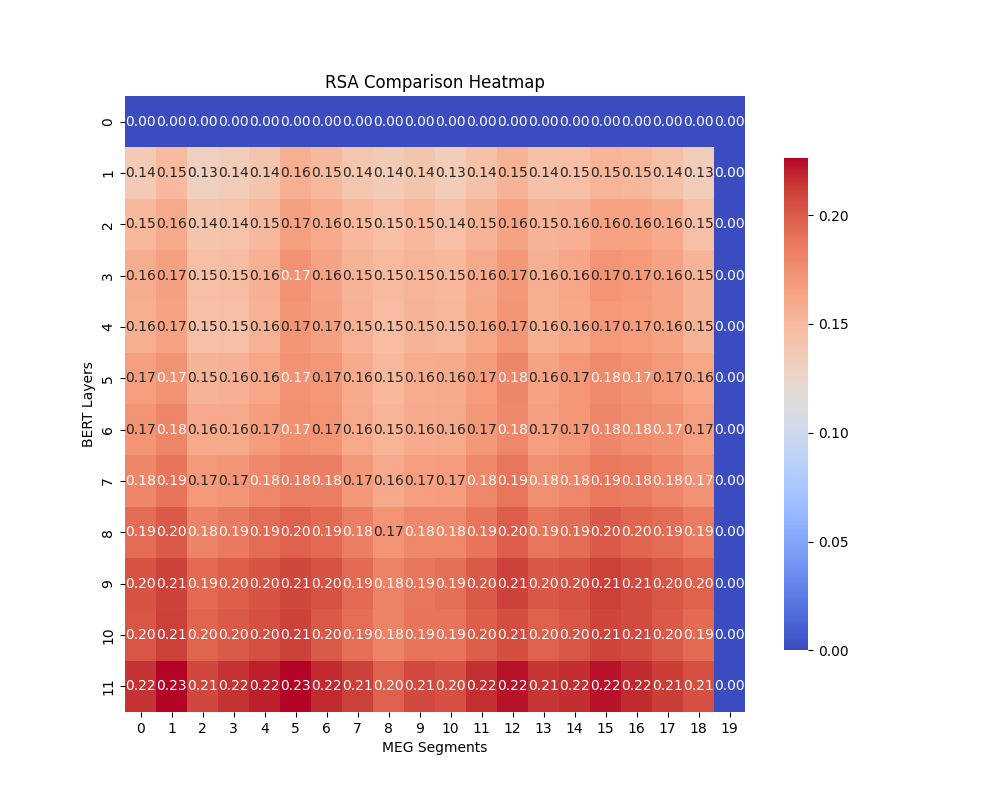 RSA Comparison Heatmap
0 0.00 0.00 0.00 0.00 0.00 0.00 0.00 0.00 0.00 0.00 0.00 0.00 0.00 0.00 0.00 0.00 0.00 0.00 0.00 0.00
1 0.14 0.15 0.13 0.14 0.14 0.16 0.15 0.14 0.14 0.14 0.13 0.14 0.15 0.14 0.15 0.15 0.15 0.14 0.13 0.00
2 0.15 0.16 0.14 0.14 0.15 0.17 0.16 0.15 0.15 0.15 0.14 0.15 0.16 0.15 0.16 0.16 0.16 0.16 0.15 0.00
3 0.16 0.17 0.15 0.15 0.16 0.17 0.16 0.15 0.15 0.15 0.15 0.16 0.17 0.16 0.16 0.17 0.17 0.16 0.15 0.00
4 0.16 0.17 0.15 0.15 0.16 0.17 0.17 0.15 0.15 0.15 0.15 0.16 0.17 0.16 0.16 0.17 0.17 0.16 0.15 0.00
5 0.17 0.17 0.15 0.16 0.16 0.17 0.17 0.16 0.15 0.16 0.16 0.17 0.18 0.16 0.17 0.18 0.17 0.17 0.16 0.00
6 0.17 0.18 0.16 0.16 0.17 0.17 0.17 0.16 0.15 0.16 0.16 0.17 0.18 0.17 0.17 0.18 0.18 0.17 0.17 0.00
7 0.18 0.19 0.17 0.17 0.18 0.18 0.18 0.17 0.16 0.17 0.17 0.18 0.19 0.18 0.18 0.19 0.18 0.18 0.17 0.00
8 0.19 0.20 0.18 0.19 0.19 0.20 0.19 0.18 0.17 0.18 0.18 0.19 0.20 0.19 0.19 0.20 0.20 0.19 0.19 0.00
9 0.20 0.21 0.19 0.20 0.20 0.21 0.20 0.19 0.18 0.19 0.19 0.20 0.21 0.20 0.20 0.21 0.21 0.20 0.20 0.00
10 0.20 0.21 0.20 0.20 0.20 0.21 0.20 0.19 0.18 0.19 0.19 0.20 0.21 0.20 0.20 0.21 0.20 0.20 0.19 0.00
11 0.22 0.23 0.21 0.22 0.22 0.23 0.22 0.21 0.20 0.21 0.20 0.22 0.22 0.21 0.22 0.22 0.22 0.21 0.21 0.00
0 1 2 3 4 5 6 7 8 9 10 11 12 13 14 15 16 17 18 19
MEG Segments
BERT Layers
0.20
0.15
0.10
0.05
0.00